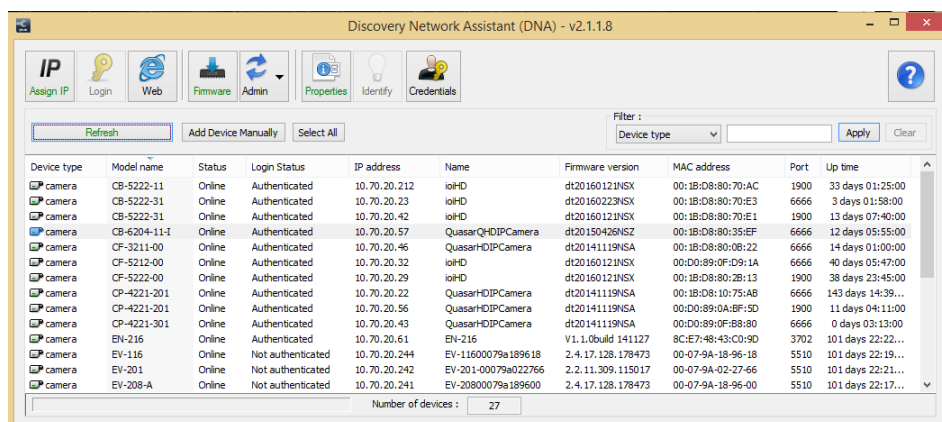 Discovery Network Assistant (DNA) - v2.1.1.8
IP
Assign IP Login Web Firmware Admin Properties Identify Credentials
Filter :
Refresh Add Device Manually Select All Device type Apply Clear
Device type Model name Status Login Status IP address Name Firmware version MAC address Port Up time
camera CB-5222-11 Online Authenticated 10.70.20.212 ioiHD dt20160121NSX 00:1B:D8:80:70:AC 1900 33 days 01:25:00
camera CB-5222-31 Online Authenticated 10.70.20.23 ioiHD dt20160223NSX 00:1B:D8:80:70:E3 6666 3 days 01:58:00
camera CB-5222-31 Online Authenticated 10.70.20.42 ioiHD dt20160121NSX 00:1B:D8:80:70:E1 1900 13 days 07:40:00
camera CB-6204-11-I Online Authenticated 10.70.20.57 QuasarQHDIPCamera dt20150426NSZ 00:1B:D8:80:35:EF 6666 12 days 05:55:00
camera CF-3211-00 Online Authenticated 10.70.20.46 QuasarHDIPCamera dt20141119NSA 00:1B:D8:80:0B:22 6666 14 days 01:00:00
camera CF-5212-00 Online Authenticated 10.70.20.32 ioiHD dt20160121NSX 00:D0:89:0F:D9:1A 6666 40 days 05:47:00
camera CF-5222-00 Online Authenticated 10.70.20.29 ioiHD dt20160121NSX 00:1B:D8:80:2B:13 1900 38 days 23:45:00
camera CP-4221-201 Online Authenticated 10.70.20.22 QuasarHDIPCamera dt20141119NSA 00:1B:D8:10:75:AB 6666 143 days 14:39...
camera CP-4221-201 Online Authenticated 10.70.20.56 QuasarHDIPCamera dt20141119NSA 00:D0:89:0A:BF:5D 1900 11 days 04:11:00
camera CP-4221-301 Online Authenticated 10.70.20.43 QuasarHDIPCamera dt20141119NSA 00:D0:89:0F:B8:80 6666 0 days 03:13:00
camera EN-216 Online Authenticated 10.70.20.61 EN-216 V1.1.0build 141127 8C:E7:48:43:C0:9D 3702 101 days 22:22...
camera EV-116 Online Not authenticated 10.70.20.244 EV-11600079a189618 2.4.17.128.178473 00-07-9A-18-96-18 5510 101 days 22:19...
camera EV-201 Online Not authenticated 10.70.20.242 EV-201-00079a022766 2.2.11.309.115017 00-07-9A-02-27-66 5510 101 days 22:21...
camera EV-208-A Online Not authenticated 10.70.20.241 EV-20800079a189600 2.4.17.128.178473 00-07-9A-18-96-00 5510 101 days 22:17...
Number of devices : 27